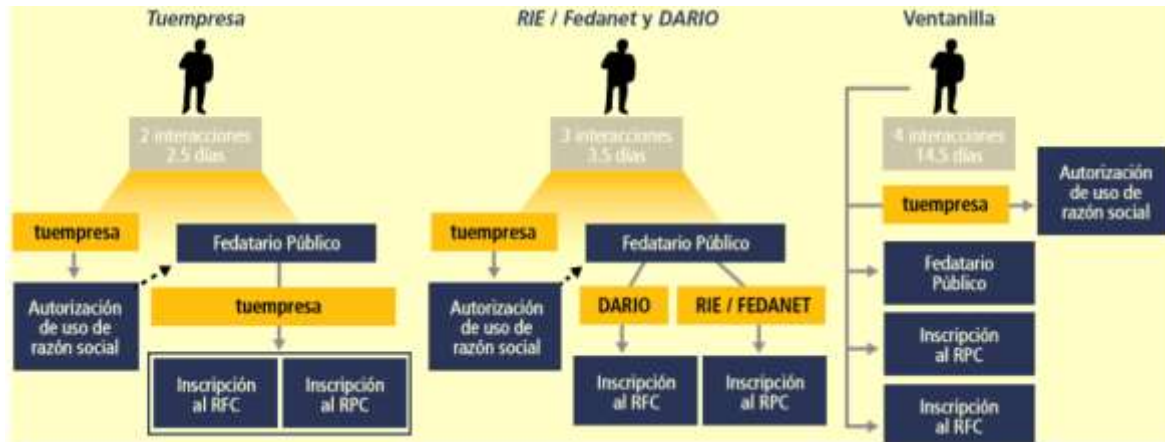 Tuempresa
2 interacciones
2.5 días
tuempresa
Autorización
de uso de
razón social
Fedatario Público
tuempresa
Inscripción
al RFC
Inscripción
al RPC
RIE / Fedanet y DARIO
3 interacciones
3.5 días
tuempresa
Autorización
de uso de
razón social
Fedatario Público
DARIO
RIE / FEDANET
Inscripción
al RFC
Inscripción
al RPC
Ventanilla
4 interacciones
14.5 días
tuempresa
Autorización
de uso de
razón social
Fedatario
Público
Inscripción
al RPC
Inscripción
al RFC